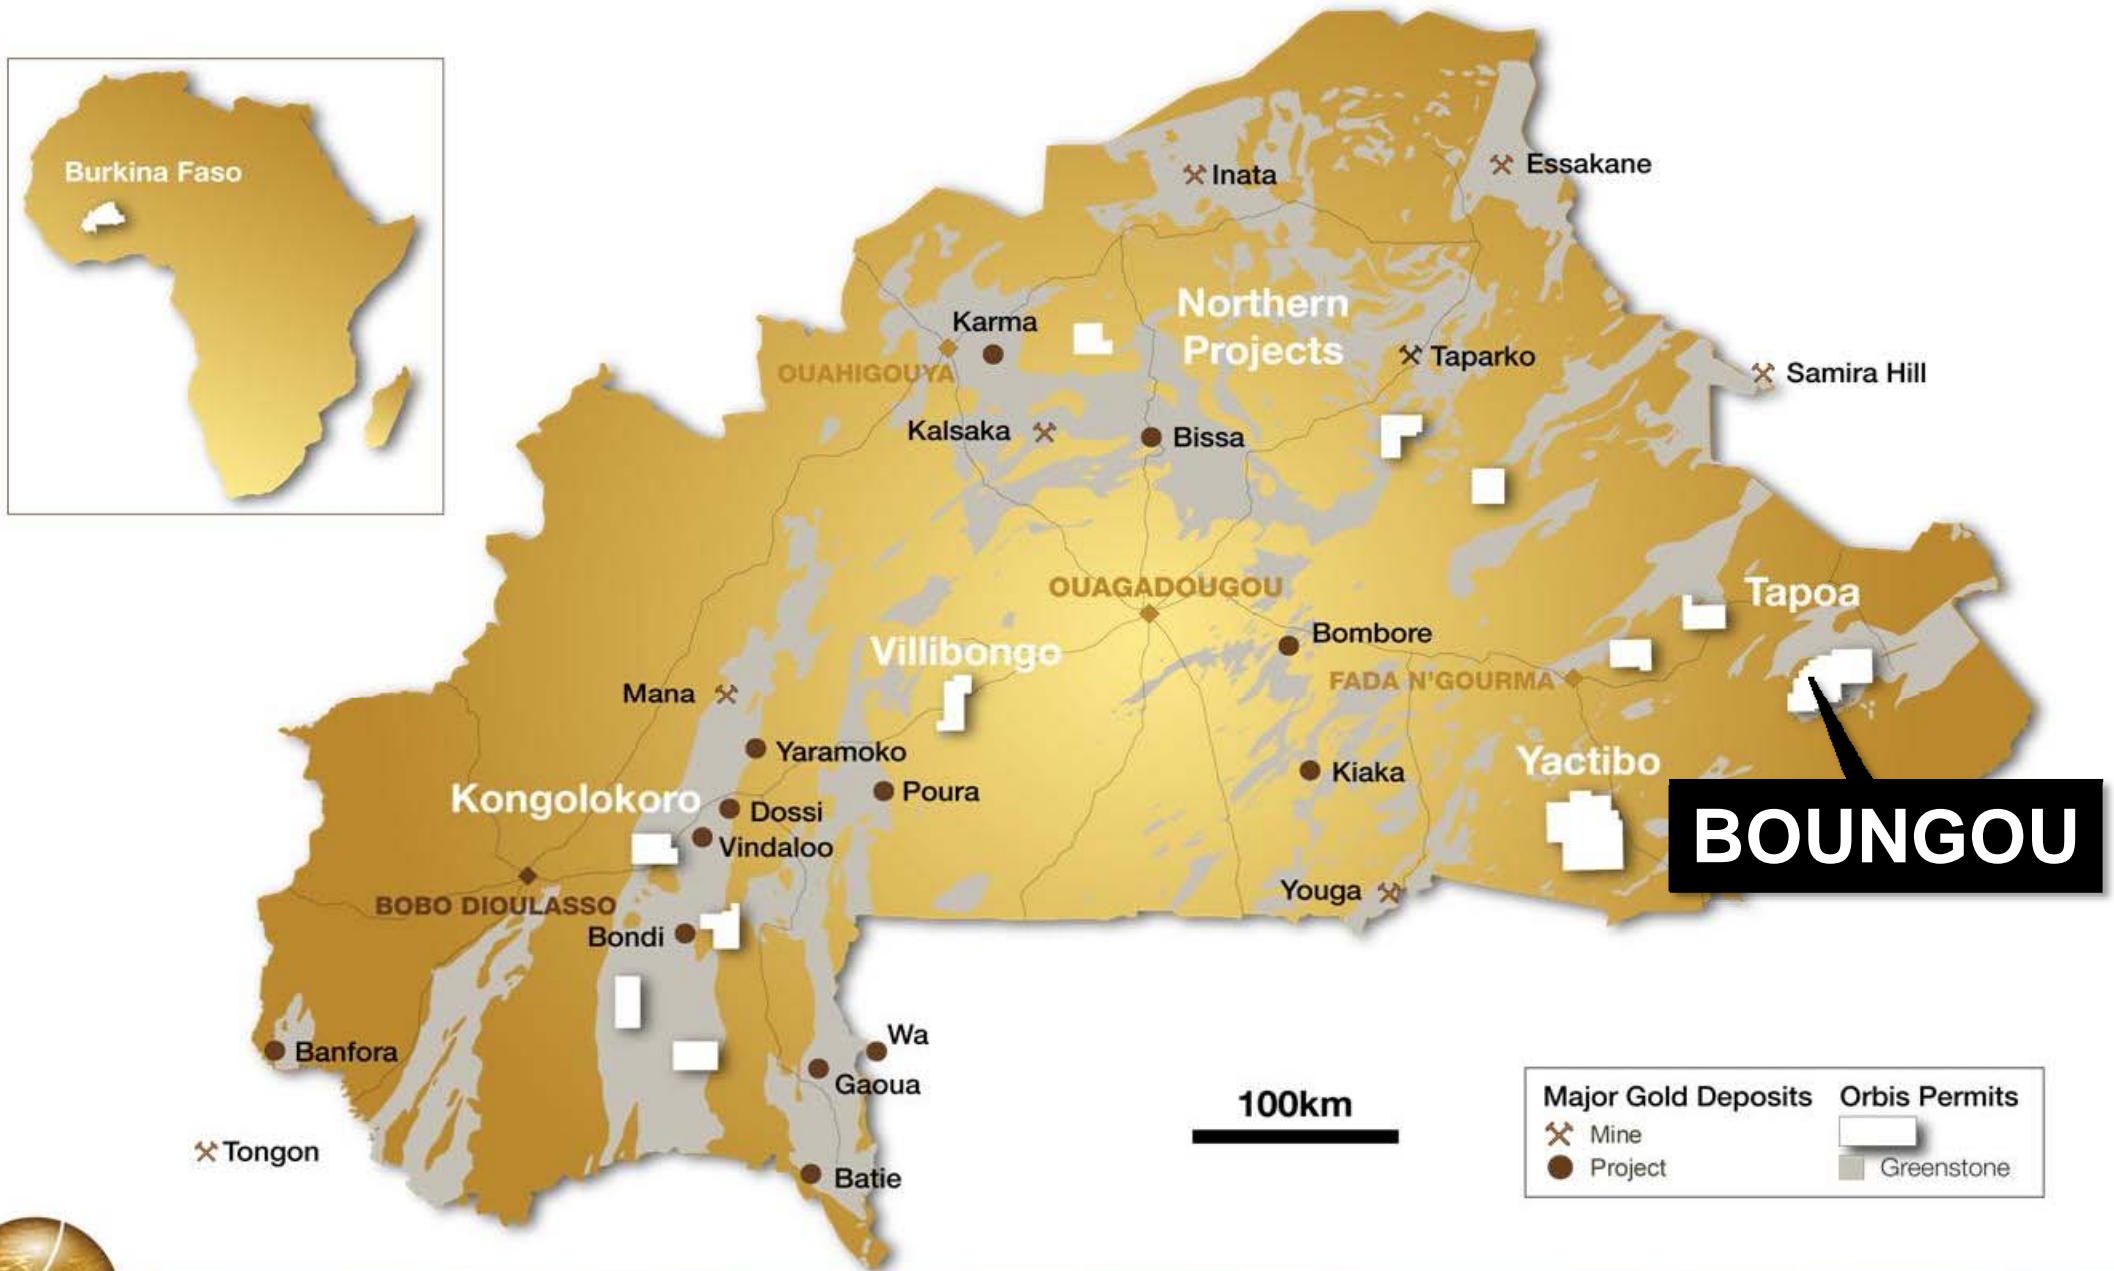 Burkina Faso
Inata
Essakane
Northern
Projects
Karma
OUAHIGOUYA
Taparko
Samira Hill
Kalsaka
Bissa
OUAGADOUGOU
Tapoa
Bombore
Villibongo
FADA N'GOURMA
Mana
Yaramoko
Yactibo
Kiaka
Poura
Kongolokoro
Dossi
Vindaloo
BOUNGOU
Youga
BOBO DIOULASSO
Bondi
Wa
Banfora
Gaoua
Tongon
Batie
100km
Major Gold Deposits
Mine
Project
Orbis Permits
Greenstone